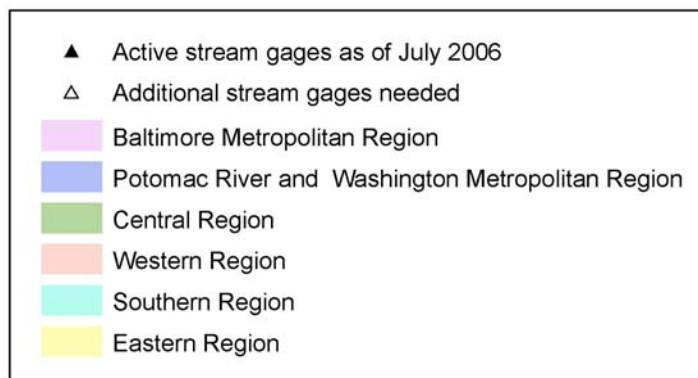 Active stream gages as of July 2006
Additional stream gages needed
Baltimore Metropolitan Region
Potomac River and Washington Metropolitan Region
Central Region
Western Region
Southern Region
Eastern Region